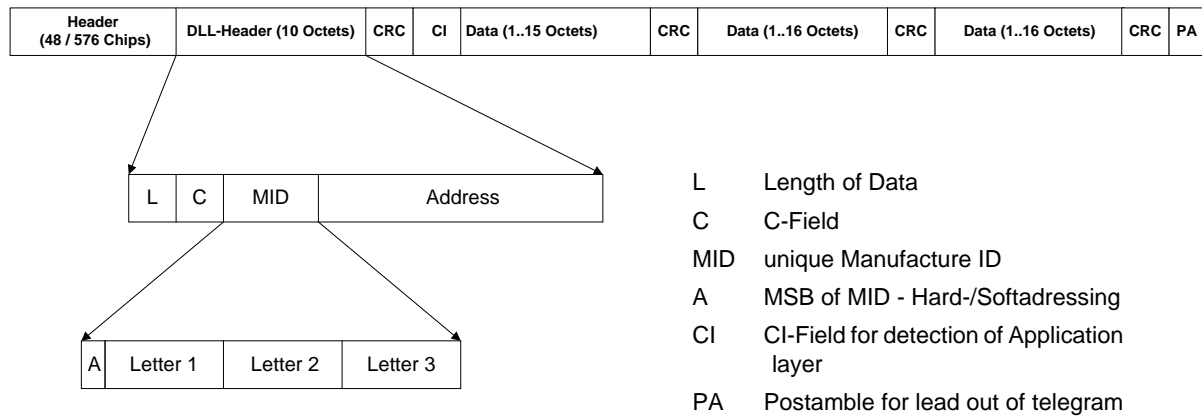 Header
(48 / 576 Chips)
DLL-Header (10 Octets)
CRC
CI
Data (1..15 Octets)
CRC
Data (1..16 Octets)
CRC
Data (1..16 Octets)
CRC
PA
L
C
MID
Address
A
Letter 1
Letter 2
Letter 3
L Length of Data
C C-Field
MID unique Manufacture ID
A MSB of MID - Hard-/Softadressing
CI CI-Field for detection of Application
layer
PA Postamble for lead out of telegram